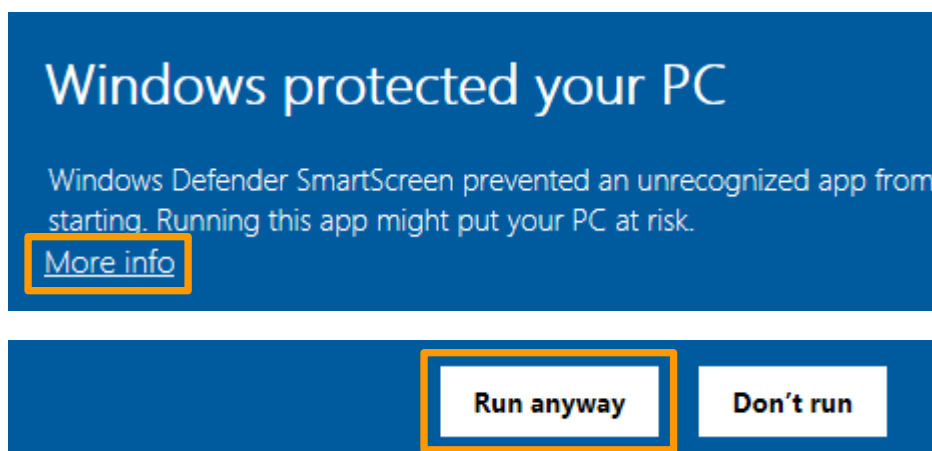 Windows protected your PC
Windows Defender SmartScreen prevented an unrecognized app from
starting. Running this app might put your PC at risk.
More info
Run anyway Don't run